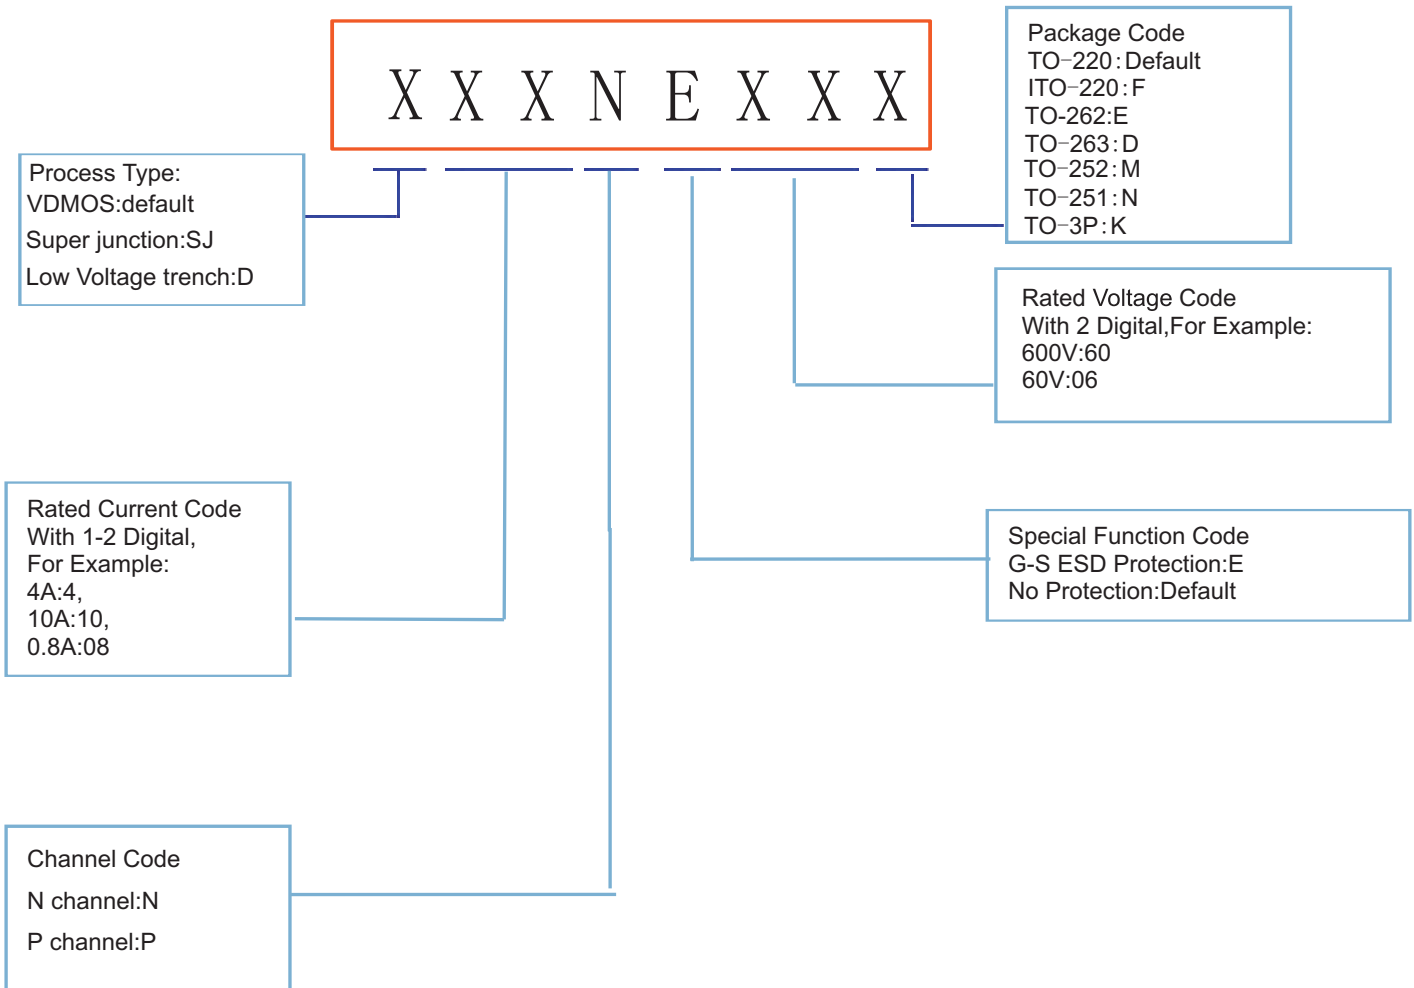 X X X N E X X X
Package Code
TO-220:Default
ITO-220:F
TO-262:E
TO-263:D
TO-252:M
TO-251:N
TO-3P:K
Process Type:
VDMOS:default
Super junction:SJ
Low Voltage trench:D
Rated Voltage Code
With 2 Digital,For Example:
600V:60
60V:06
Rated Current Code
With 1-2 Digital,
For Example:
4A:4,
10A:10,
0.8A:08
Special Function Code
G-S ESD Protection:E
No Protection:Default
Channel Code
N channel:N
P channel:P